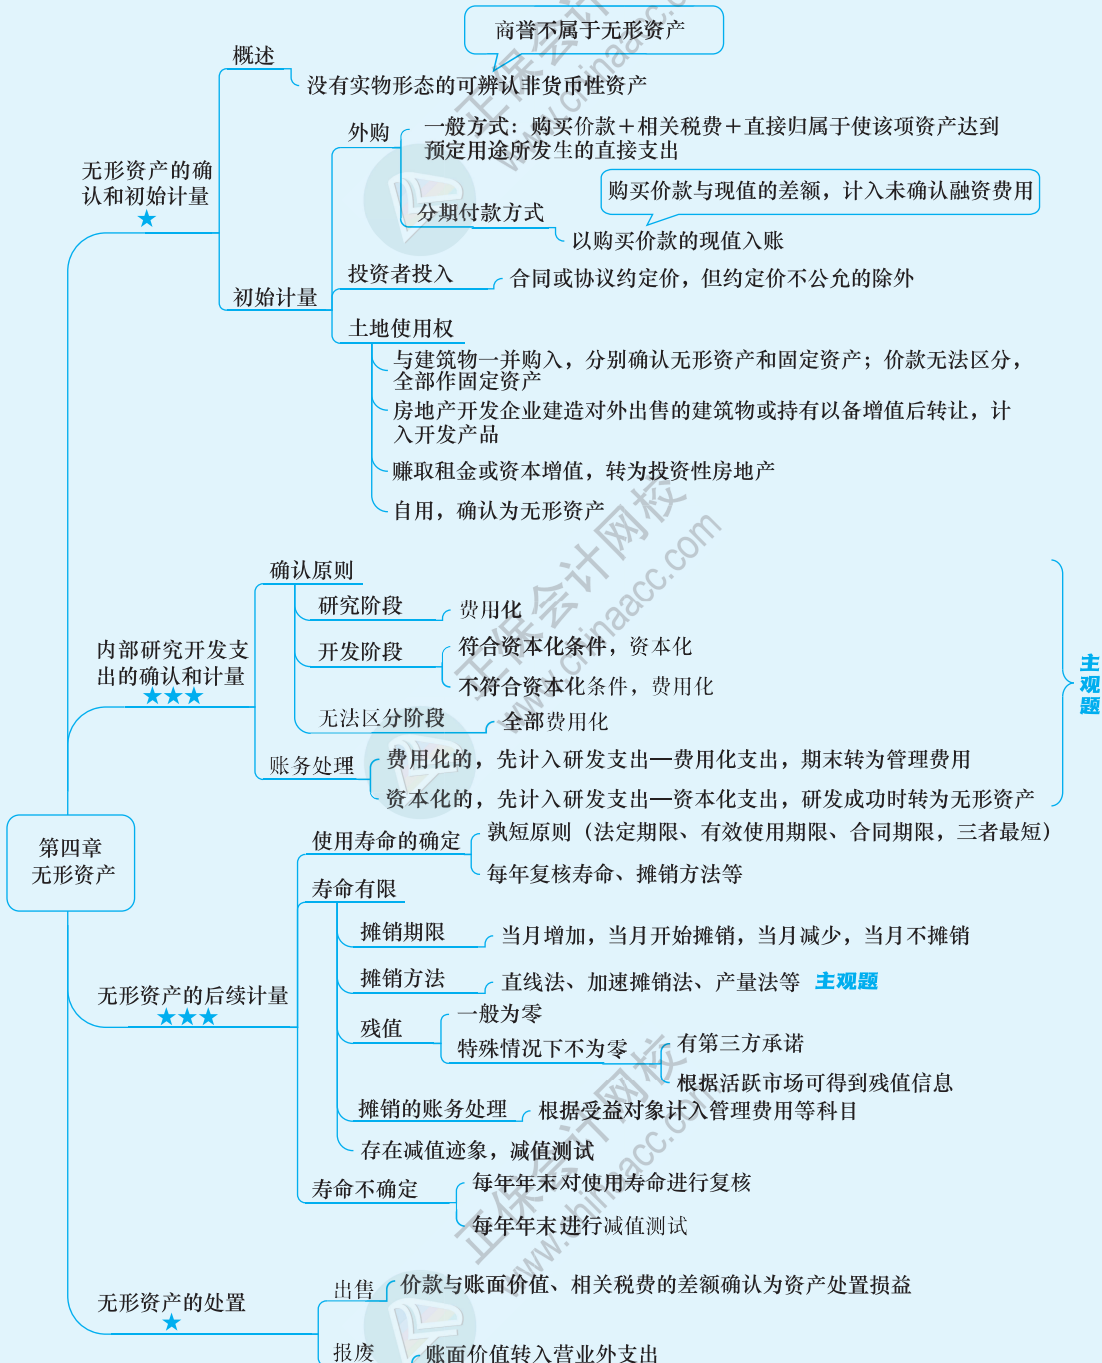 商誉不属于无形资产
概述
没有实物形态的可辨认非货币性资产
无形资产的确
认和初始计量
外购
一般方式：购买价款＋相关税费＋直接归属于使该项资产达到
预定用途所发生的直接支出
购买价款与现值的差额，计入未确认融资费用
分期付款方式
以购买价款的现值入账
初始计量
投资者投入
合同或协议约定价，但约定价不公允的除外
土地使用权
与建筑物一并购入，分别确认无形资产和固定资产；价款无法区分，
全部作固定资产
房地产开发企业建造对外出售的建筑物或持有以备增值后转让，计
入开发产品
赚取租金或资本增值，转为投资性房地产
自用，确认为无形资产
内部研究开发支
出的确认和计量
确认原则
研究阶段
费用化
开发阶段
符合资本化条件，资本化
不符合资本化条件，费用化
无法区分阶段
全部费用化
账务处理
费用化的，先计入研发支出—费用化支出，期末转为管理费用
资本化的，先计入研发支出—资本化支出，研发成功时转为无形资产
主观题
第四章
无形资产
无形资产的后续计量
使用寿命的确定
孰短原则（法定期限、有效使用期限、合同期限，三者最短）
每年复核寿命、摊销方法等
寿命有限
摊销期限
当月增加，当月开始摊销，当月减少，当月不摊销
摊销方法
直线法、加速摊销法、产量法等 主观题
残值
一般为零
特殊情况下不为零
有第三方承诺
根据活跃市场可得到残值信息
摊销的账务处理
根据受益对象计入管理费用等科目
存在减值迹象，减值测试
寿命不确定
每年年末对使用寿命进行复核
每年年末进行减值测试
无形资产的处置
出售
价款与账面价值、相关税费的差额确认为资产处置损益
报废
账面价值转入营业外支出
正保会计网校
www.chinaacc.com
正保会计网校
www.chinaacc.com
正保会计网校
www.chinaacc.com